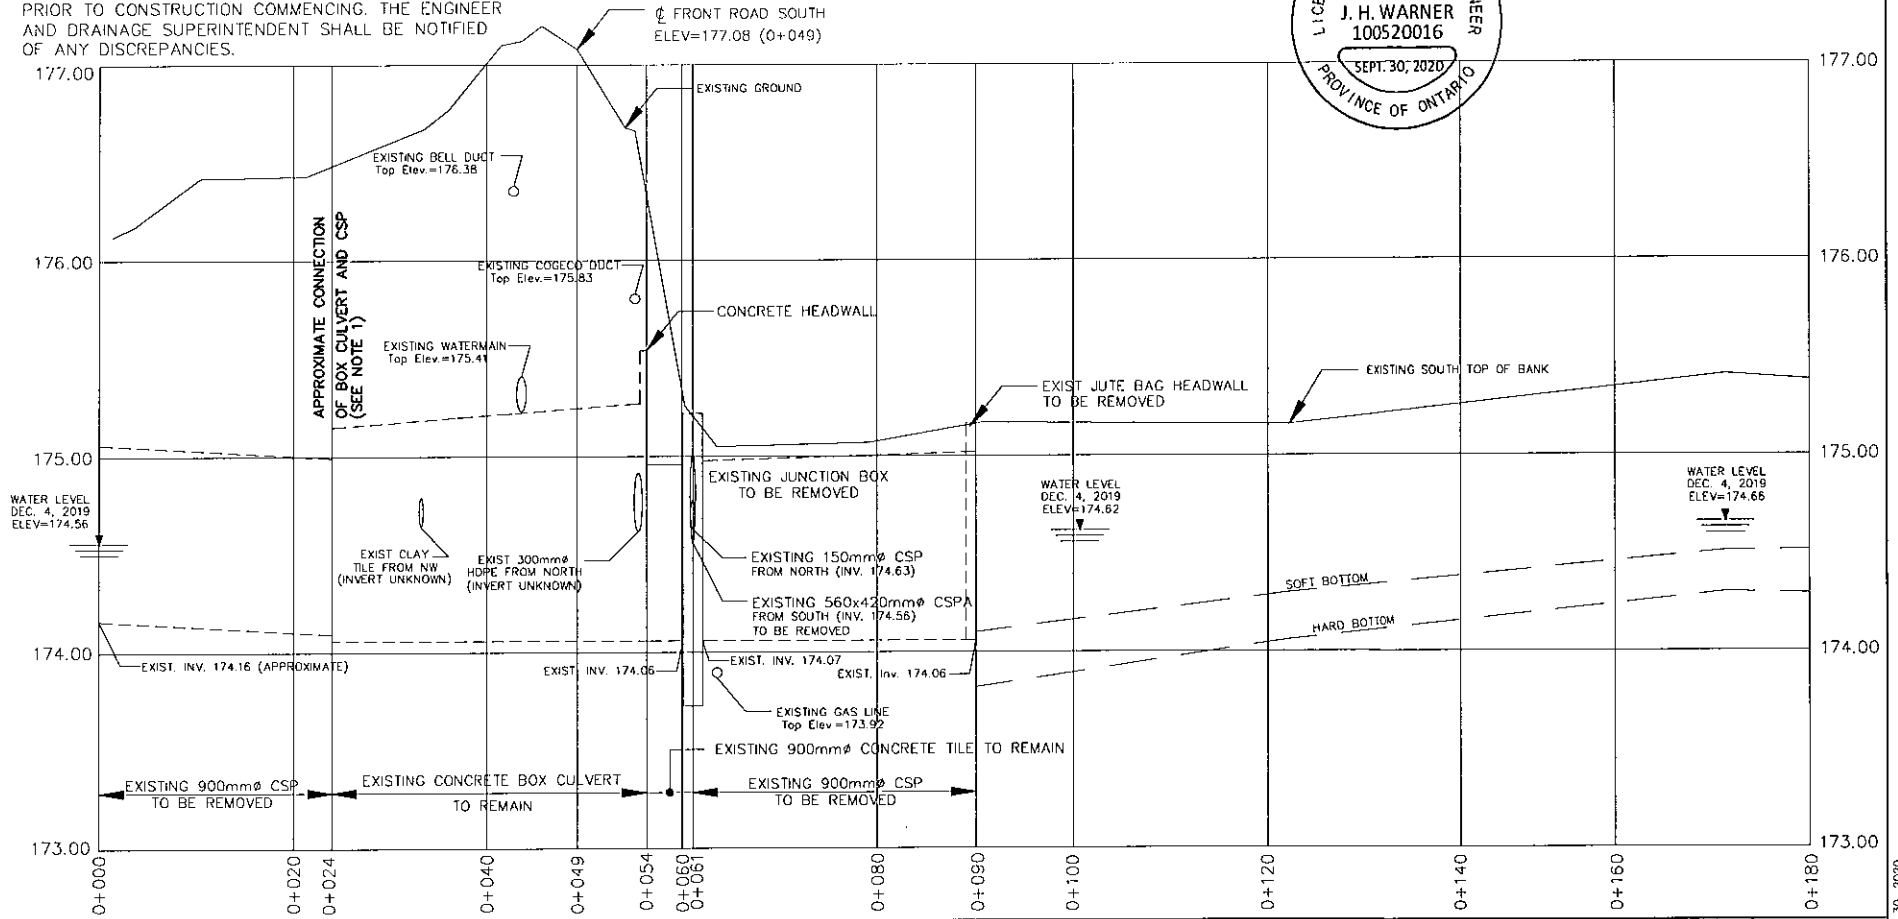 PRIOR TO CONSTRUCTION COMMENCING. THE ENGINEER
AND DRAINAGE SUPERINTENDENT SHALL BE NOTIFIED
OF ANY DISCREPANCIES.
℄ FRONT ROAD SOUTH
ELEV=177.08 (0+049)
J. H. WARNER
100520016
SEPT. 30, 2020
PROVINCE OF ONTARIO
177.00
177.00
EXISTING GROUND
EXISTING BELL DUCT
Top Elev.=176.38
APPROXIMATE CONNECTION
OF BOX CULVERT AND CSP
(SEE NOTE 1)
176.00
176.00
EXISTING COGECO DUCT
Top Elev.=175.83
CONCRETE HEADWALL
EXISTING WATERMAIN
Top Elev.=175.41
EXISTING SOUTH TOP OF BANK
EXIST JUTE BAG HEADWALL
TO BE REMOVED
175.00
175.00
EXISTING JUNCTION BOX
TO BE REMOVED
WATER LEVEL
DEC. 4, 2019
ELEV=174.56
WATER LEVEL
DEC. 4, 2019
ELEV=174.62
WATER LEVEL
DEC. 4, 2019
ELEV=174.66
EXIST CLAY
TILE FROM NW
(INVERT UNKNOWN)
EXIST 300mmø
HDPE FROM NORTH
(INVERT UNKNOWN)
EXISTING 150mmø CSP
FROM NORTH (INV. 174.63)
EXISTING 560x420mmø CSPA
FROM SOUTH (INV. 174.56)
TO BE REMOVED
SOFT BOTTOM
HARD BOTTOM
174.00
174.00
EXIST. INV. 174.16 (APPROXIMATE)
EXIST. INV. 174.06
EXIST. INV. 174.07
EXIST. Inv. 174.06
EXISTING GAS LINE
Top Elev=173.92
EXISTING 900mmø CONCRETE TILE TO REMAIN
EXISTING 900mmø CSP
TO BE REMOVED
EXISTING CONCRETE BOX CULVERT
TO REMAIN
EXISTING 900mmø CSP
TO BE REMOVED
173.00
173.00
0+000
0+020
0+024
0+040
0+049
0+054
0+060
0+061
0+080
0+090
0+100
0+120
0+140
0+160
0+180